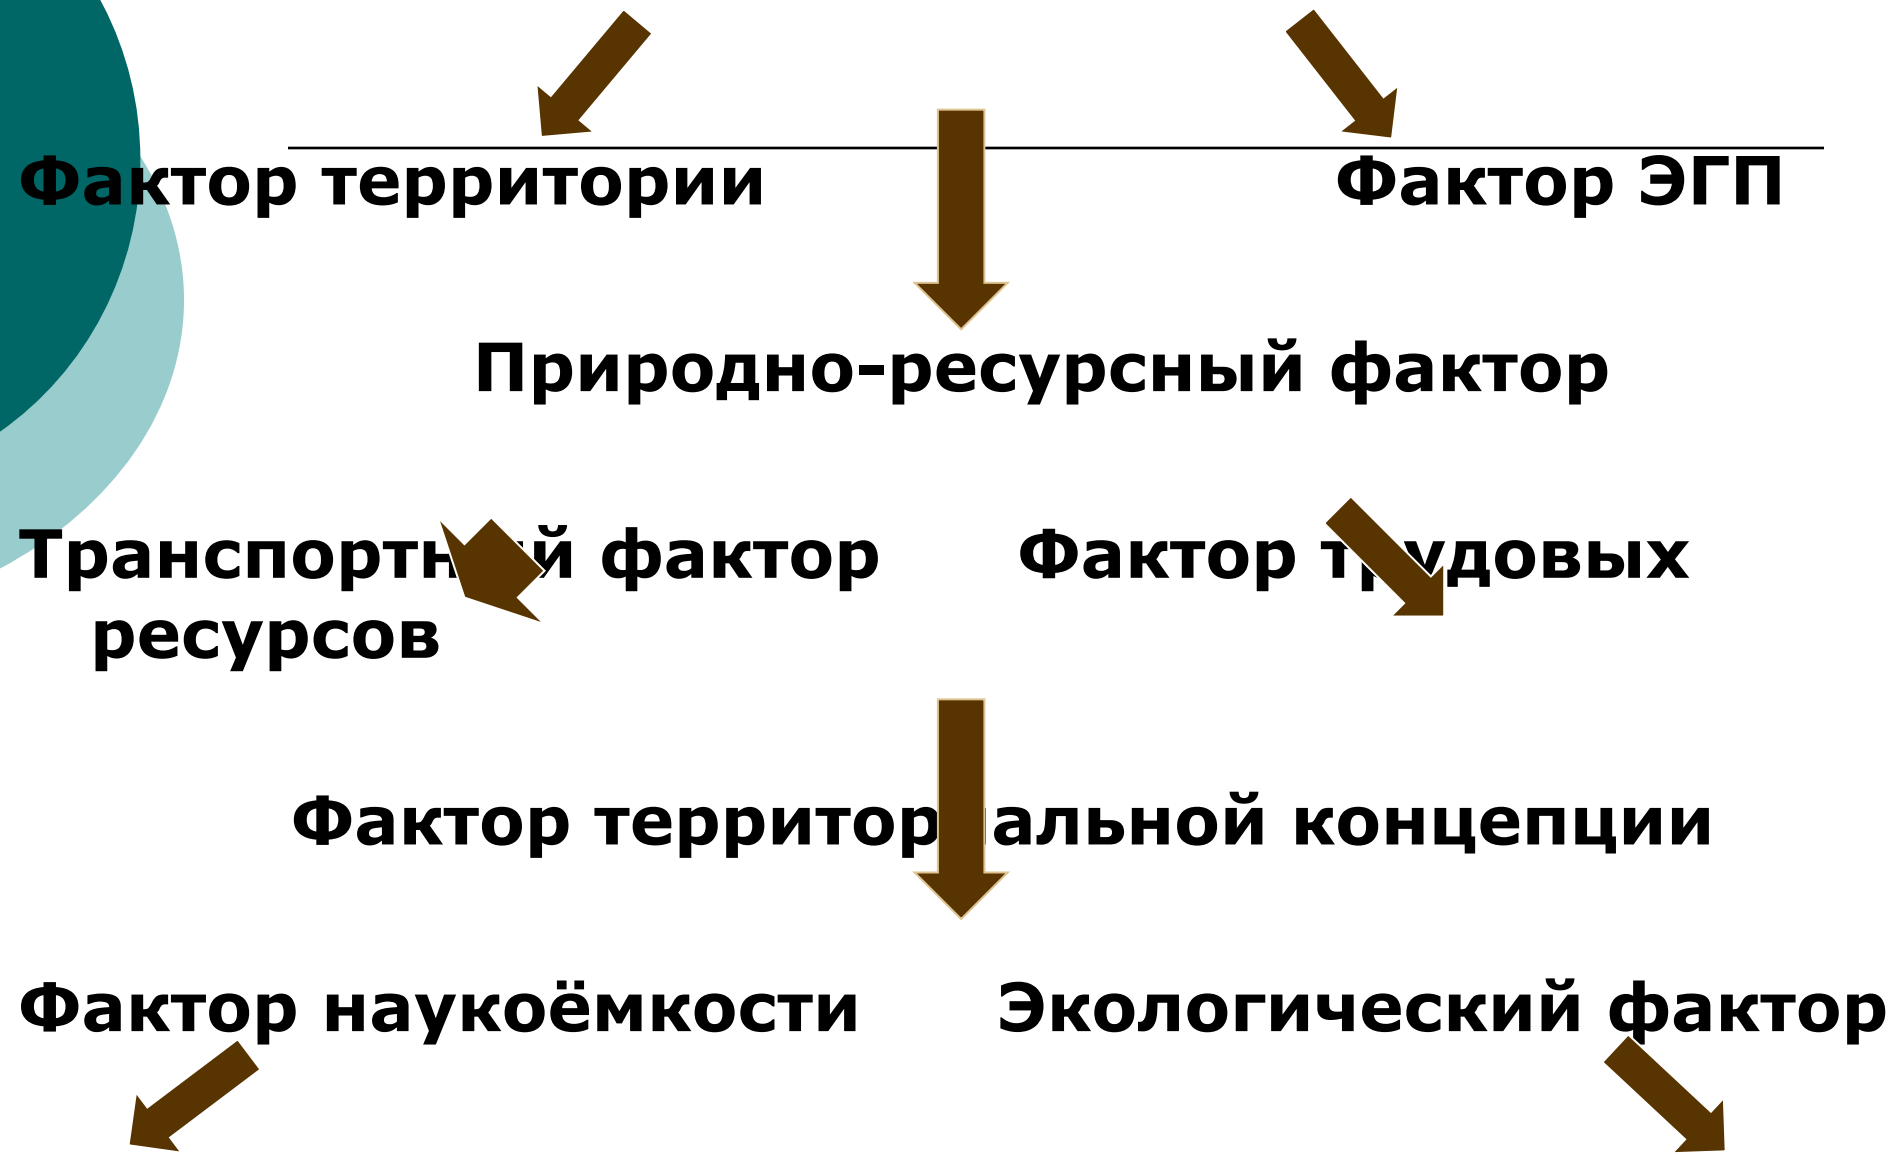 Фактор территории Фактор ЭГП
Природно-ресурсный фактор
Транспортный фактор Фактор трудовых
ресурсов
Фактор территориальной концепции
Фактор наукоёмкости Экологический фактор